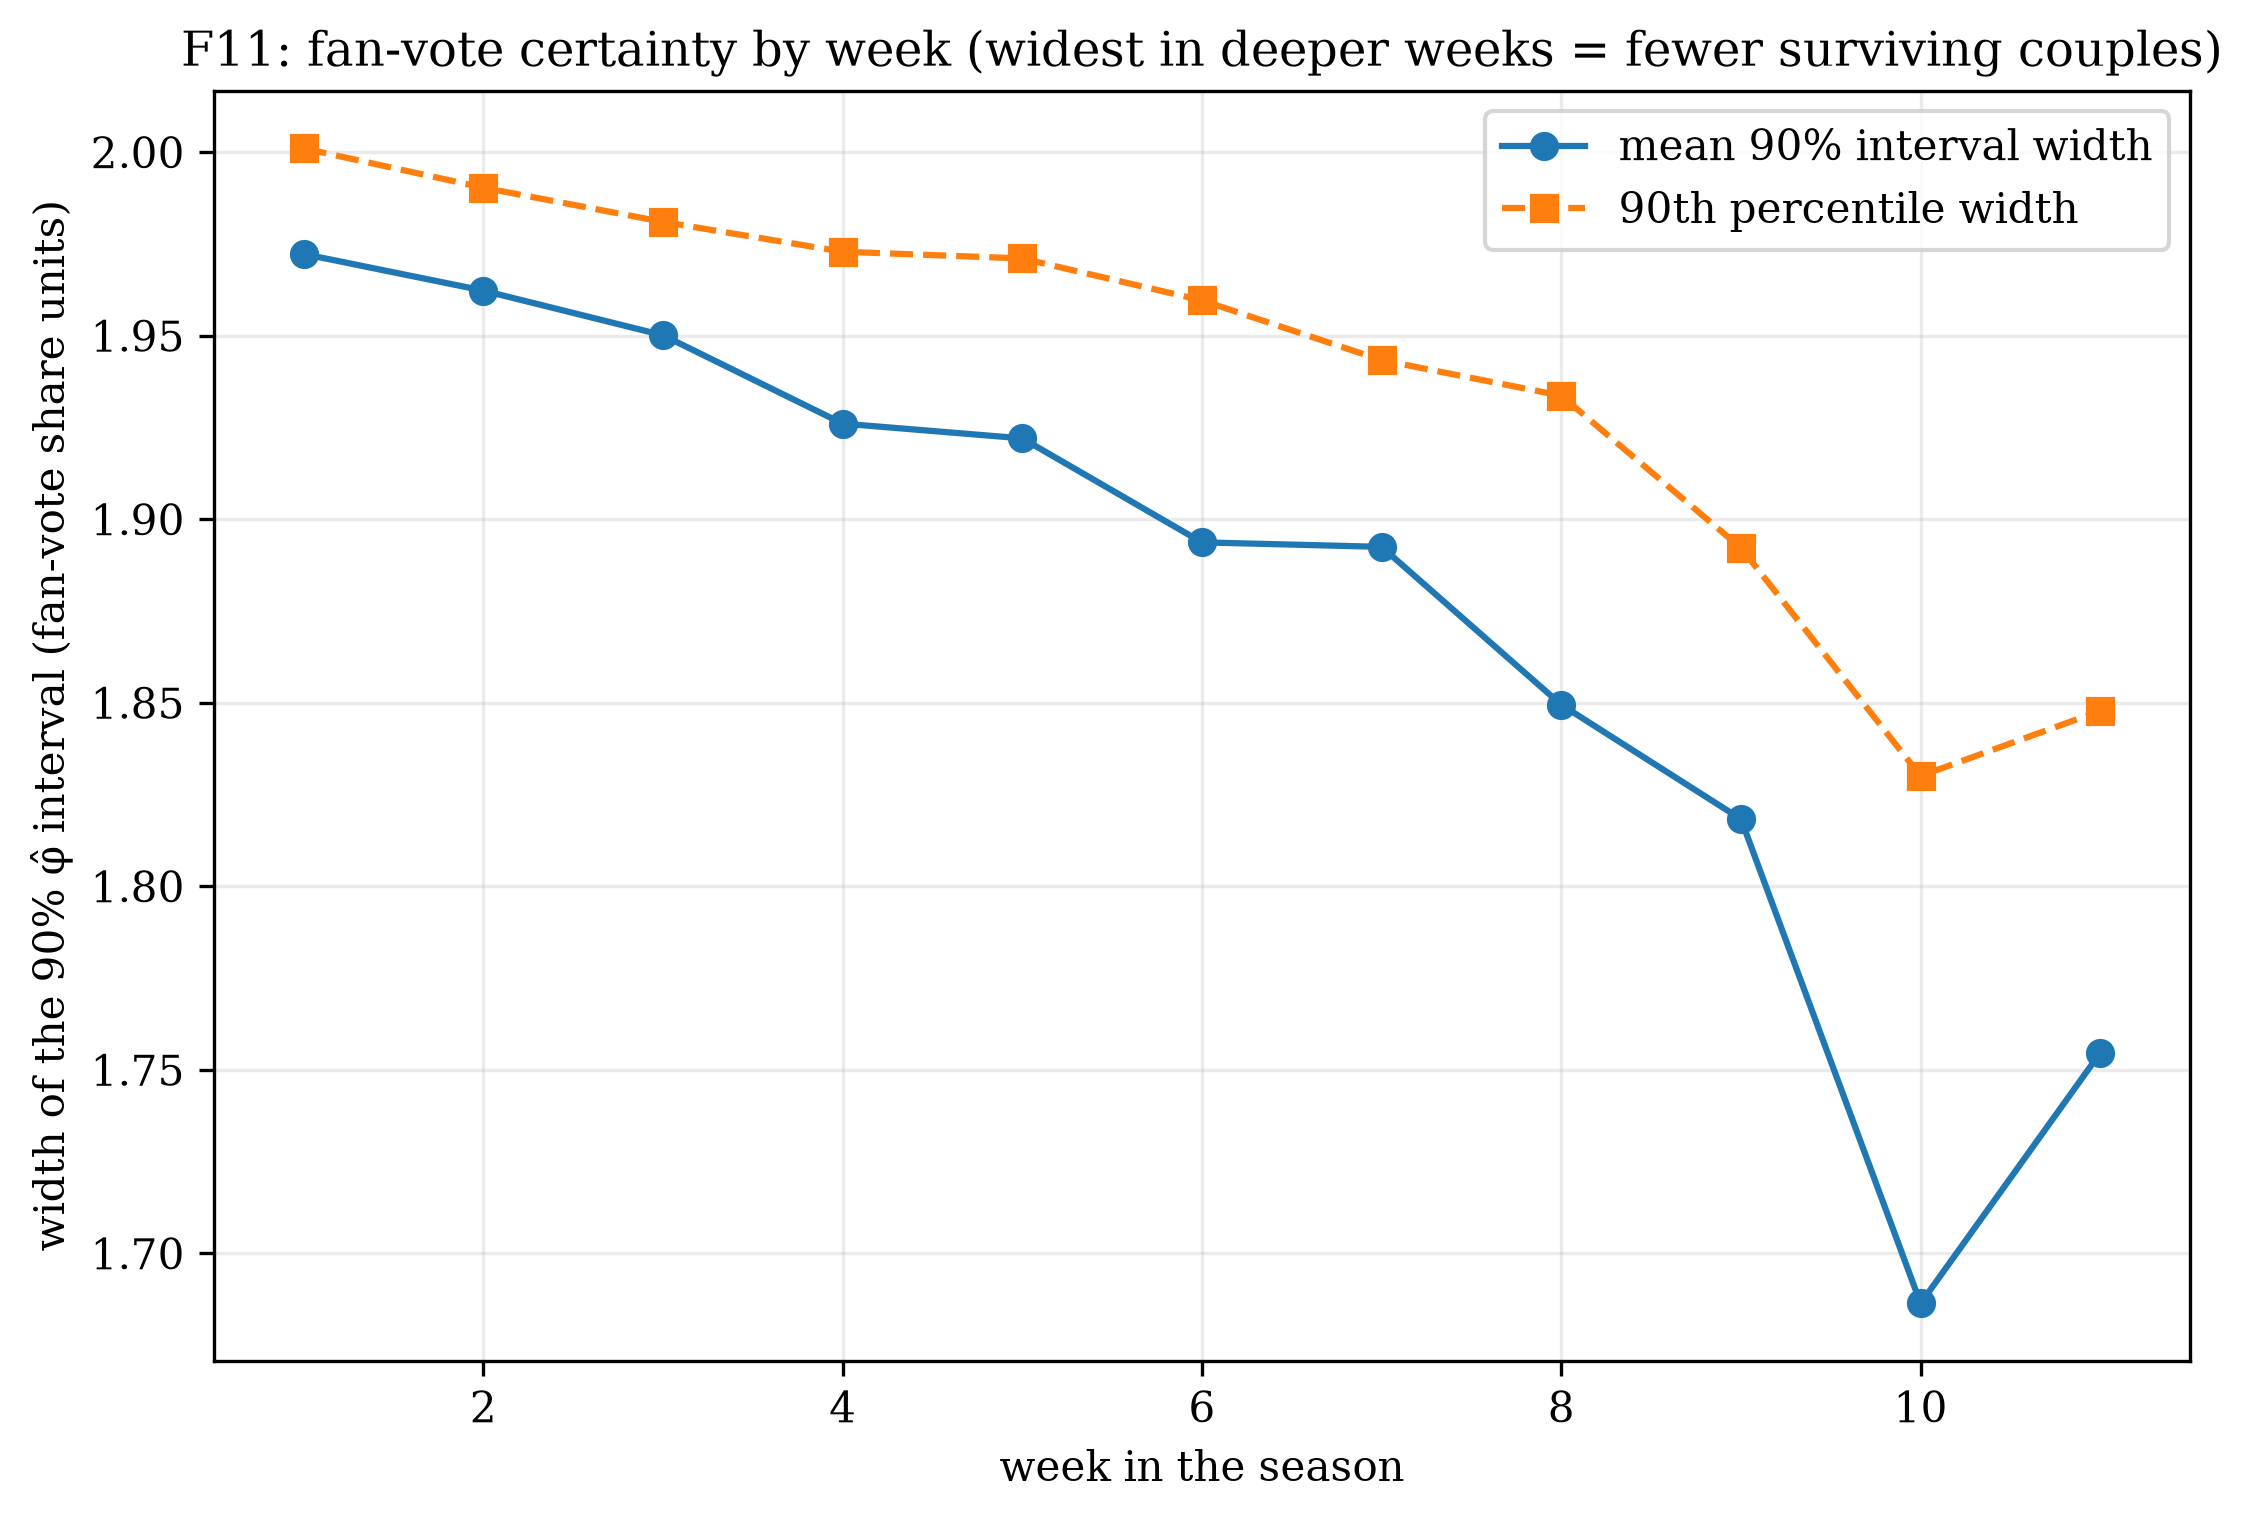 F11: fan-vote certainty by week (widest in deeper weeks = fewer surviving couples)
mean 90% interval width
90th percentile width
width of the 90% φ̂ interval (fan-vote share units)
2.00
1.95
1.90
1.85
1.80
1.75
1.70
2
4
6
8
10
week in the season